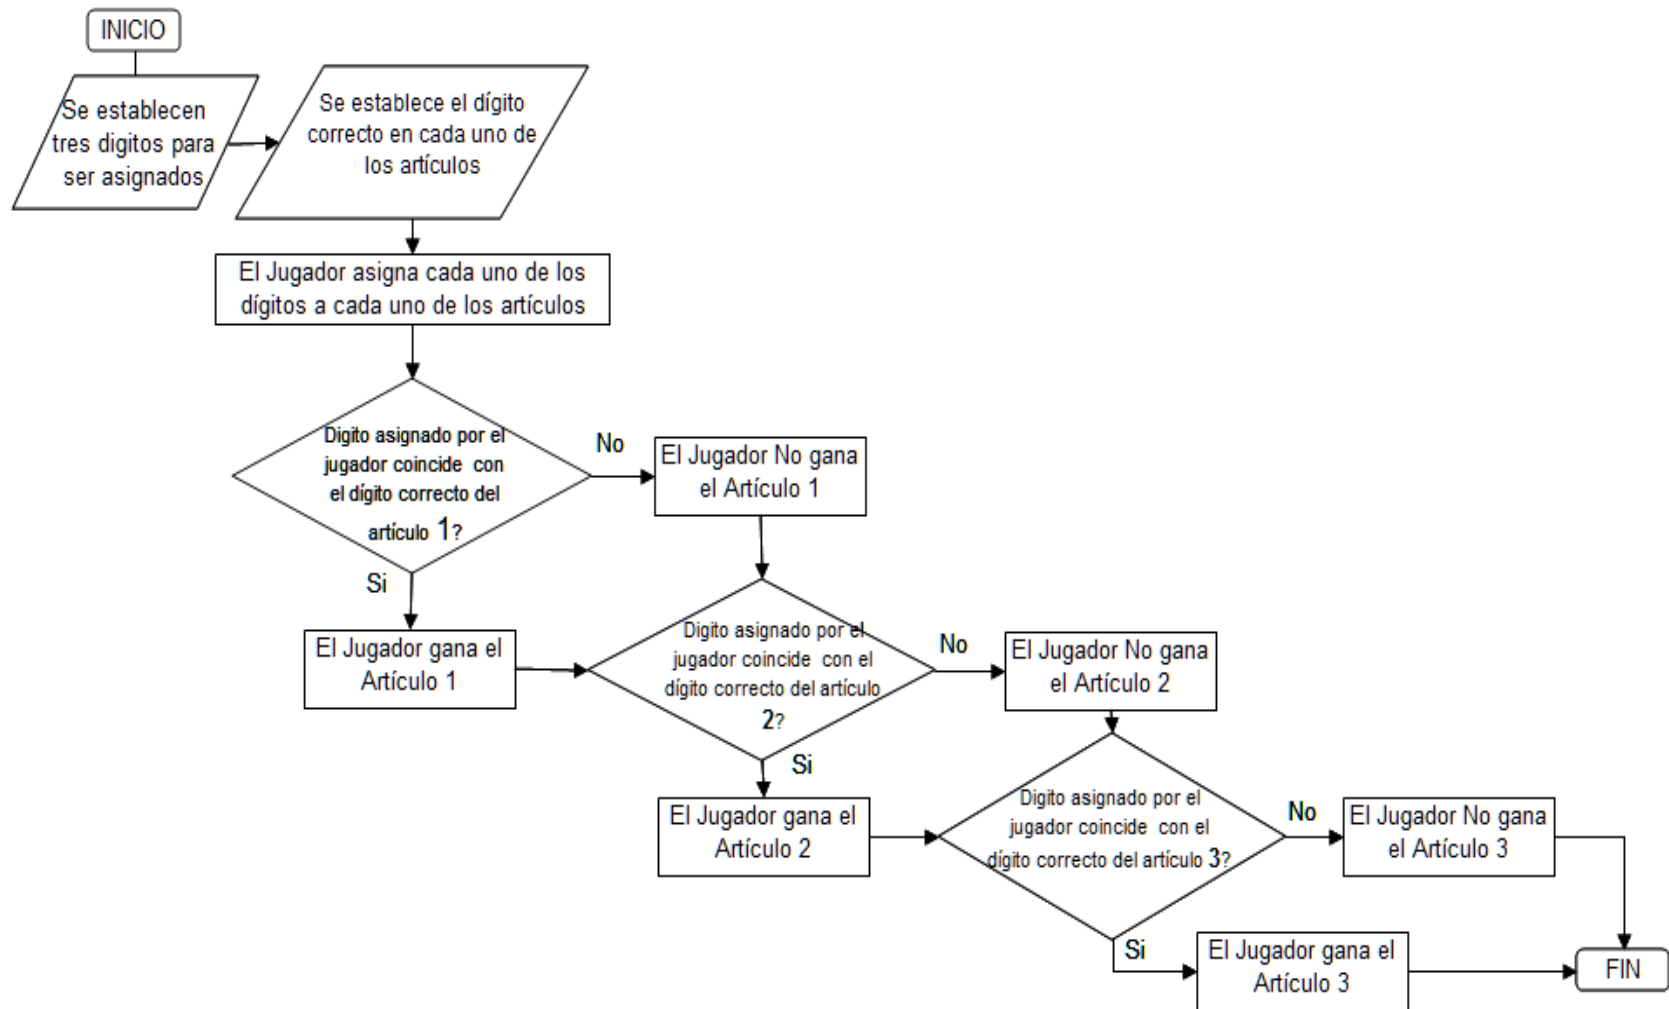 INICIO
Se establecen
tres digitos para
ser asignados
Se establece el dígito
correcto en cada uno de
los artículos
El Jugador asigna cada uno de los
dígitos a cada uno de los artículos
Digito asignado por el
jugador coincide con
el dígito correcto del
artículo 1?
No
El Jugador No gana
el Artículo 1
Si
El Jugador gana el
Artículo 1
Digito asignado por el
jugador coincide con el
dígito correcto del artículo
2?
No
El Jugador No gana
el Artículo 2
Si
El Jugador gana el
Artículo 2
Digito asignado por el
jugador coincide con el
dígito correcto del artículo 3?
No
El Jugador No gana
el Artículo 3
Si
El Jugador gana el
Artículo 3
FIN